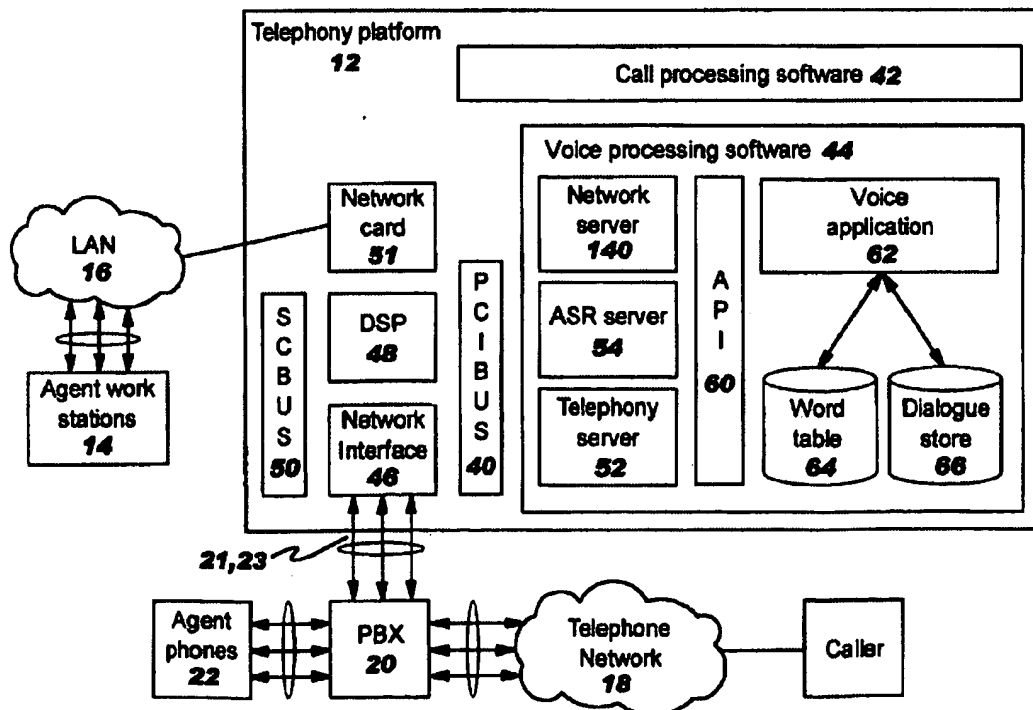 Telephony platform
12
Call processing software 42
Voice processing software 44
Network
card
51
Network
server
140
Voice
application
62
LAN
16
SCBUS
50
DSP
48
PCIBUS
40
ASR server
54
API
60
Agent work
stations
14
Network
Interface
46
Telephony
server
52
Word
table
64
Dialogue
store
66
21,23
Agent
phones
22
PBX
20
Telephone
Network
18
Caller